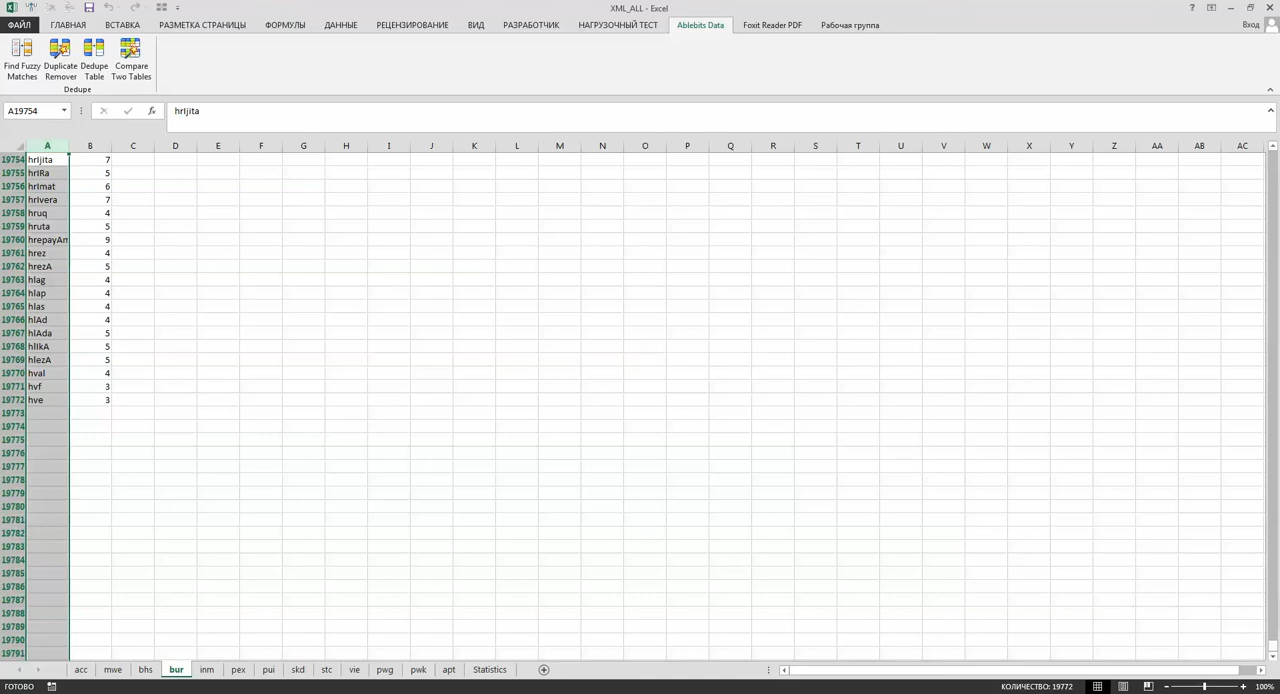 XML_ALL - Excel
ФАЙЛ ГЛАВНАЯ ВСТАВКА РАЗМЕТКА СТРАНИЦЫ ФОРМУЛЫ ДАННЫЕ РЕЦЕНЗИРОВАНИЕ ВИД РАЗРАБОТЧИК НАГРУЗОЧНЫЙ ТЕСТ Ablebits Data Foxit Reader PDF Рабочая группа Вход
Find Fuzzy Duplicate Dedupe Compare
Matches Remover Table Two Tables
Dedupe
A19754 fx hrIjita
A B C D E F G H I J K L M N O P Q R S T U V W X Y Z AA AB AC
19754 hrIjita 7
19755 hrIRa 5
19756 hrImat 6
19757 hrIvera 7
19758 hruq 4
19759 hruta 5
19760 hrepayAm 9
19761 hrez 4
19762 hrezA 5
19763 hlag 4
19764 hlap 4
19765 hlas 4
19766 hlAd 4
19767 hlAda 5
19768 hlIkA 5
19769 hlezA 5
19770 hval 4
19771 hvf 3
19772 hve 3
19773
19774
19775
19776
19777
19778
19779
19780
19781
19782
19783
19784
19785
19786
19787
19788
19789
19790
19791
acc mwe bhs bur inm pex pui skd stc vie pwg pwk apt Statistics
ГОТОВО КОЛИЧЕСТВО: 19772 100%